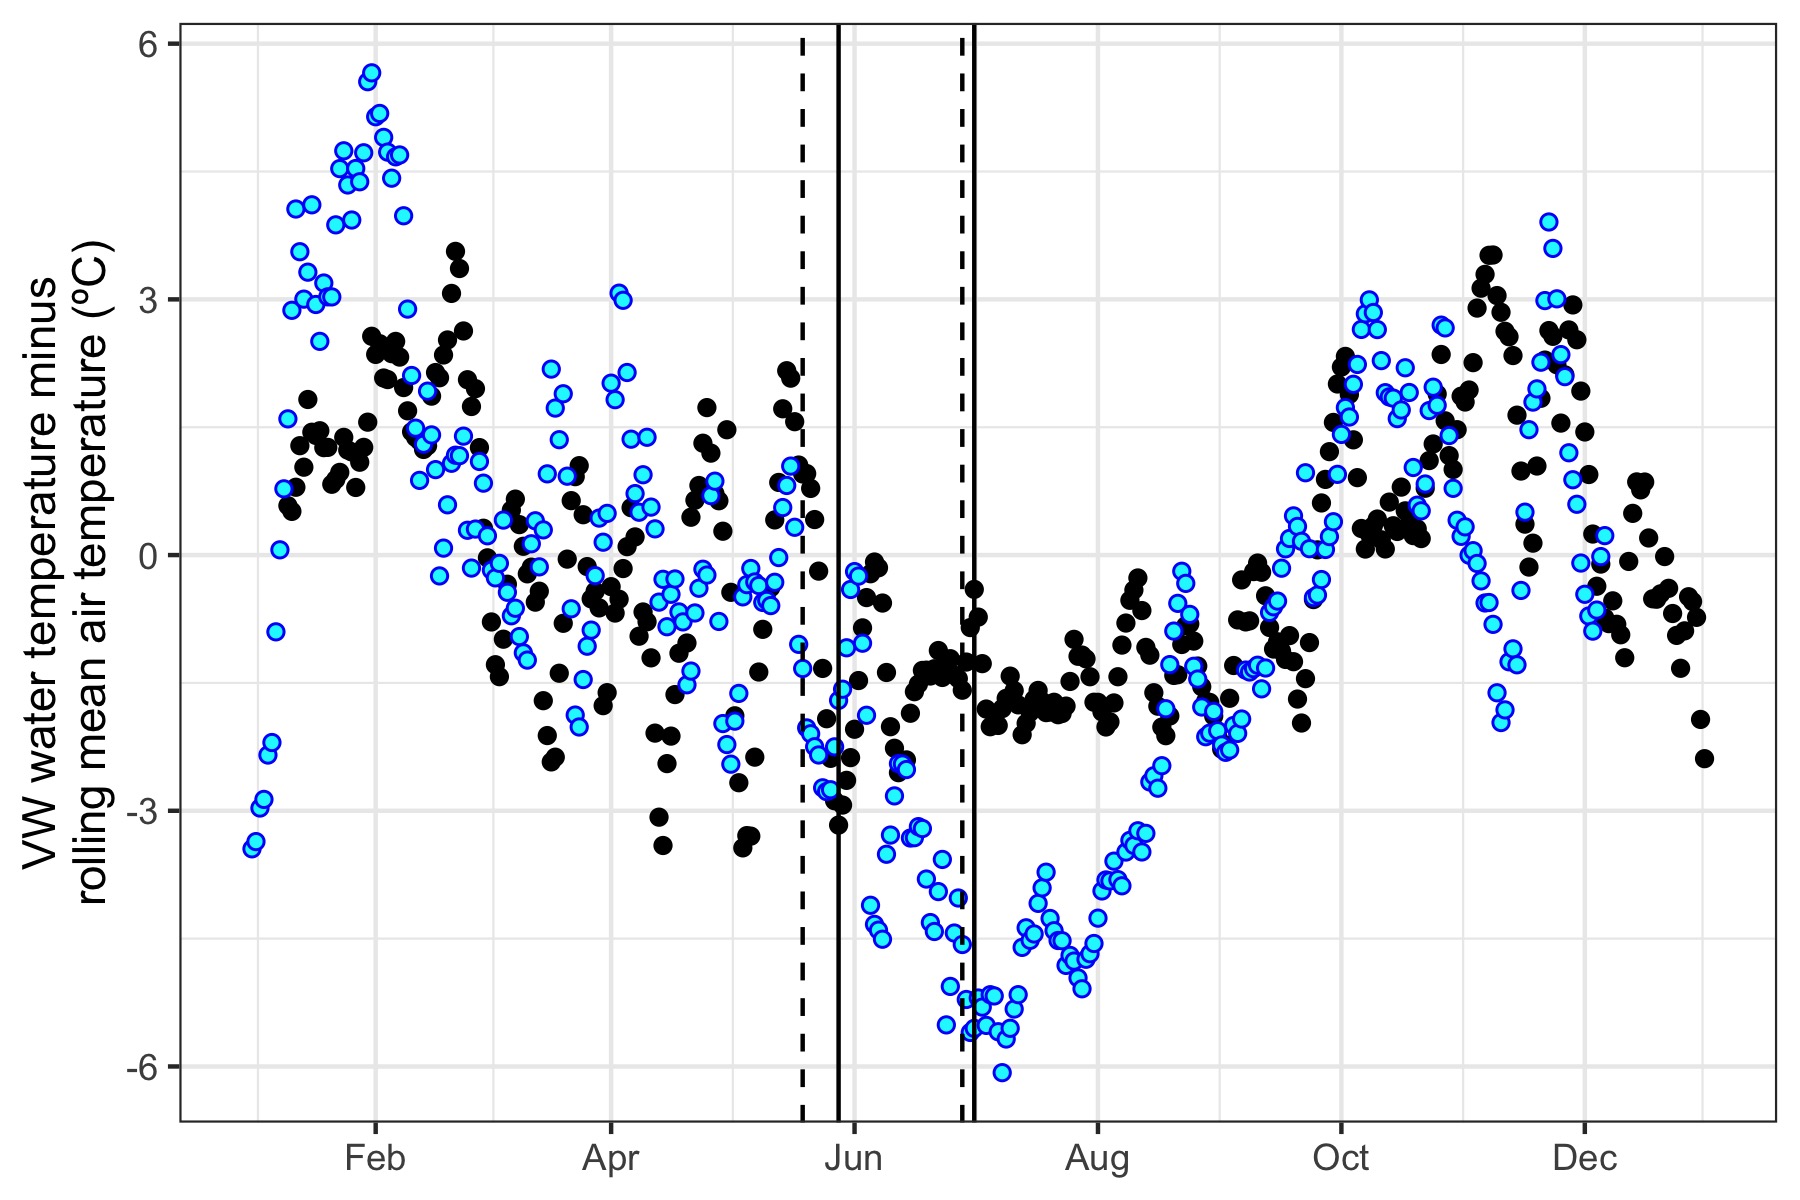 VW water temperature minus
rolling mean air temperature (ºC)
6
3
0
-3
-6
Feb
Apr
Jun
Aug
Oct
Dec